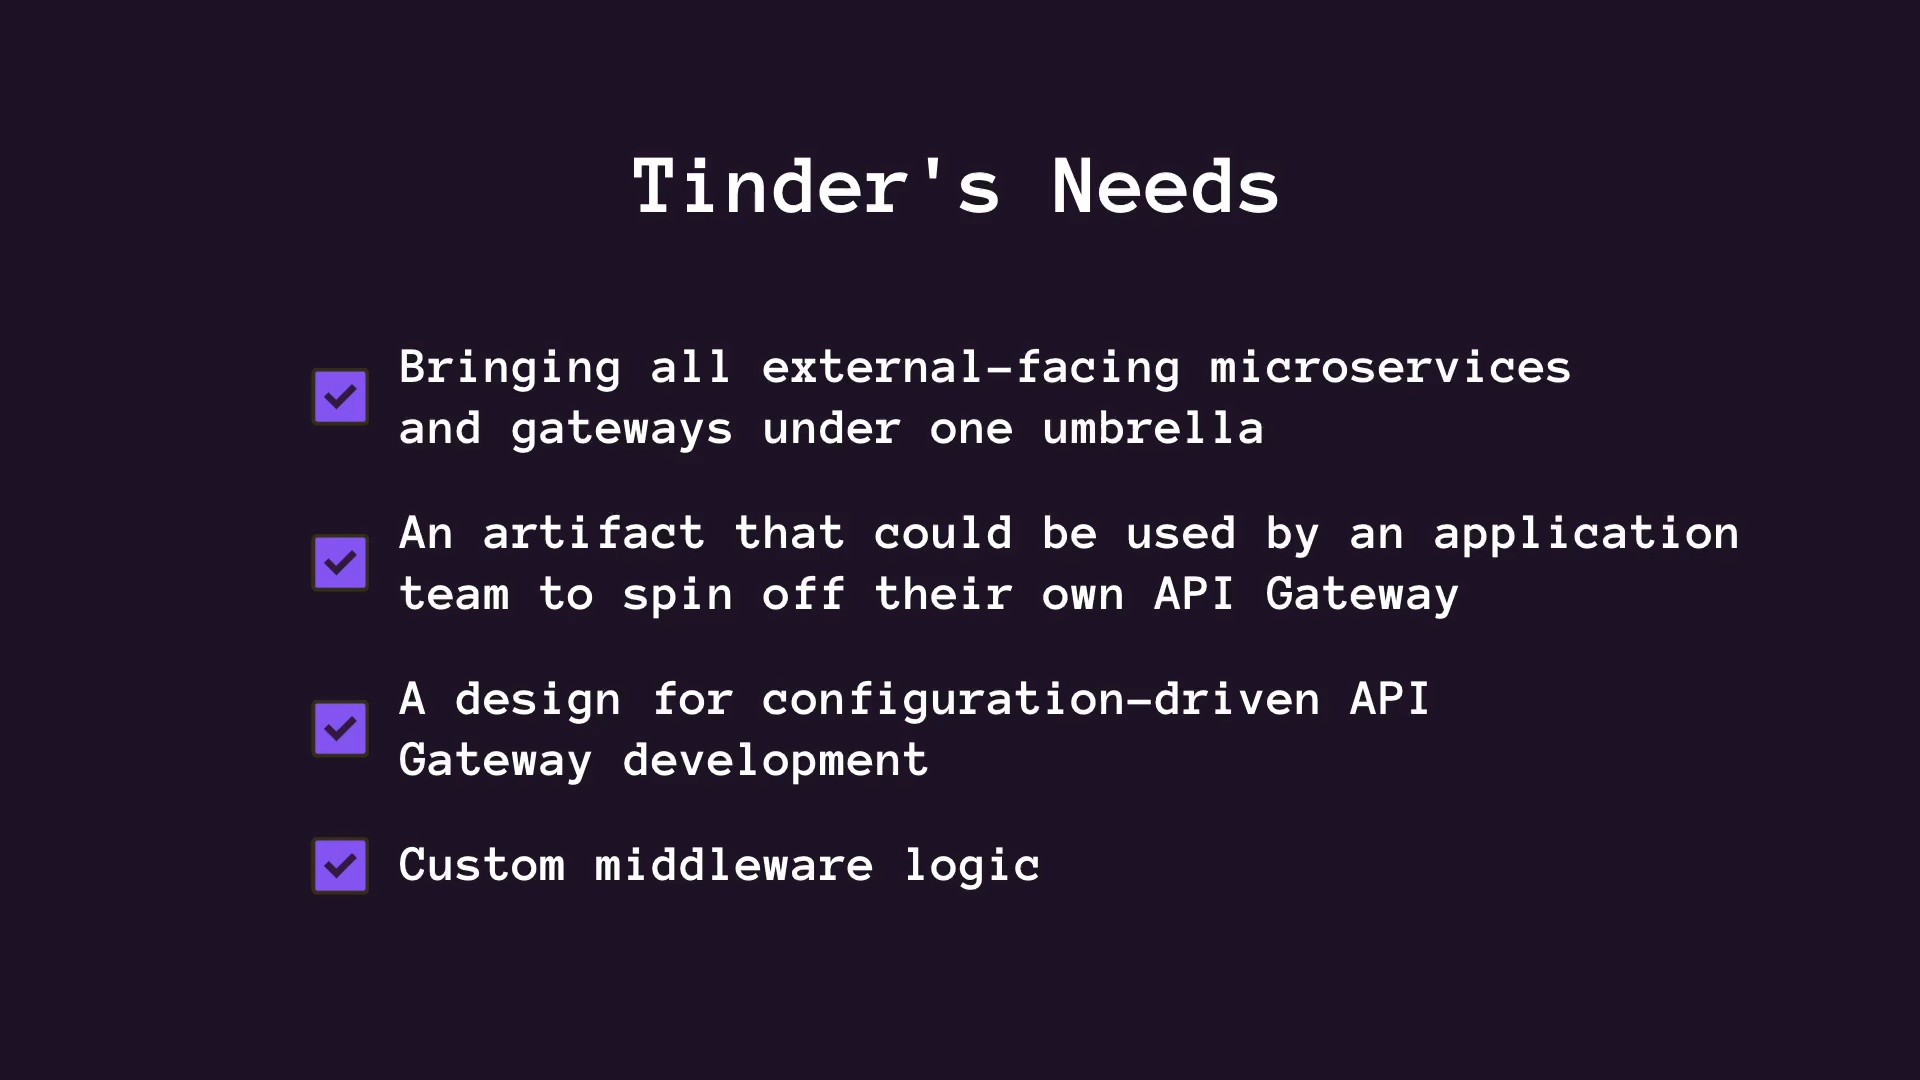 Tinder's Needs
Bringing all external-facing microservices
and gateways under one umbrella
An artifact that could be used by an application
team to spin off their own API Gateway
A design for configuration-driven API
Gateway development
Custom middleware logic